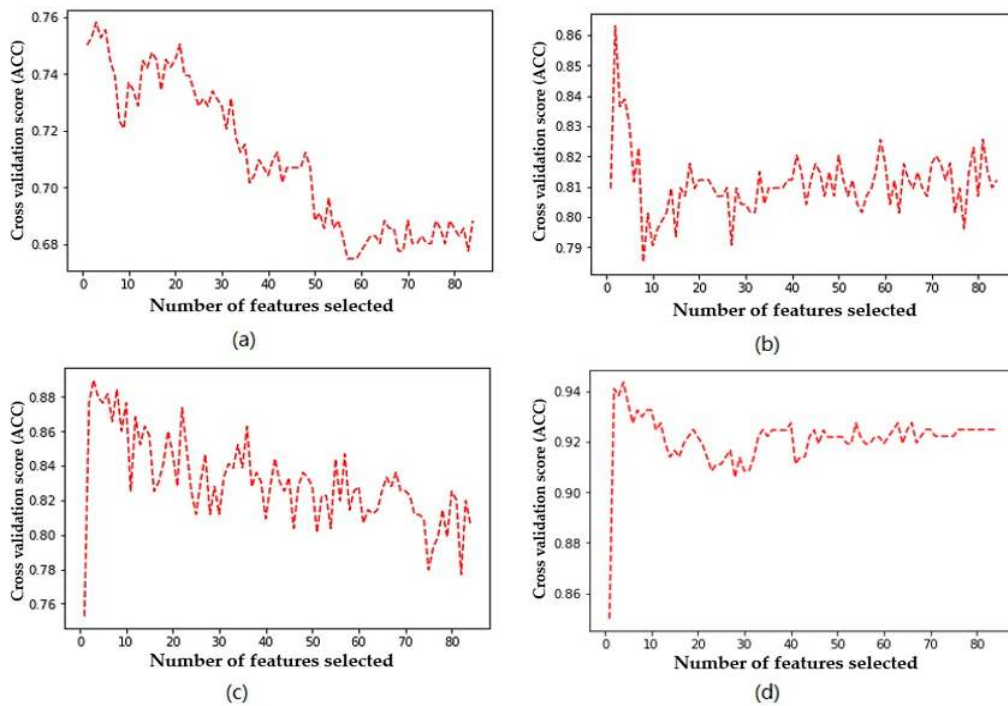 Cross validation score (ACC)
0.76
0.74
0.72
0.70
0.68
0 10 20 30 40 50 60 70 80
Number of features selected
(a)
Cross validation score (ACC)
0.86
0.85
0.84
0.83
0.82
0.81
0.80
0.79
0 10 20 30 40 50 60 70 80
Number of features selected
(b)
Cross validation score (ACC)
0.88
0.86
0.84
0.82
0.80
0.78
0.76
0 10 20 30 40 50 60 70 80
Number of features selected
(c)
Cross validation score (ACC)
0.94
0.92
0.90
0.88
0.86
0 10 20 30 40 50 60 70 80
Number of features selected
(d)